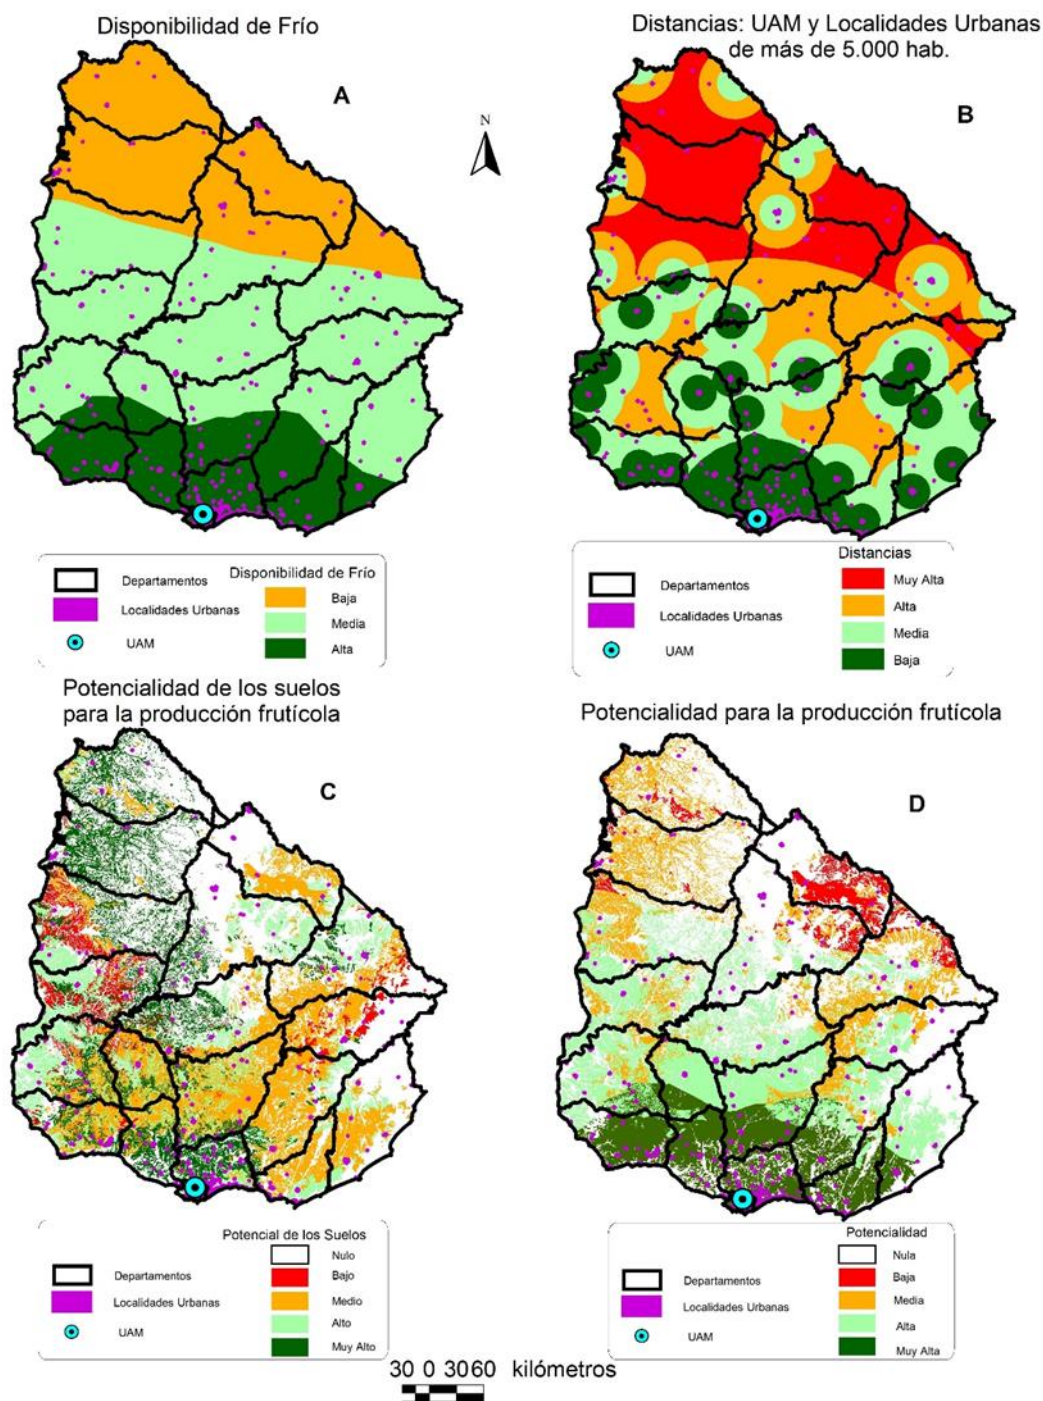 Disponibilidad de Frío
A
N
Distancias: UAM y Localidades Urbanas
de más de 5.000 hab.
B
Departamentos
Localidades Urbanas
UAM
Disponibilidad de Frío
Baja
Media
Alta
Departamentos
Localidades Urbanas
UAM
Distancias
Muy Alta
Alta
Media
Baja
Potencialidad de los suelos
para la producción frutícola
C
Potencialidad para la producción frutícola
D
Departamentos
Localidades Urbanas
UAM
Potencial de los Suelos
Nulo
Bajo
Medio
Alto
Muy Alto
Departamentos
Localidades Urbanas
UAM
Potencialidad
Nula
Baja
Media
Alta
Muy Alta
30 0 30 60 kilómetros